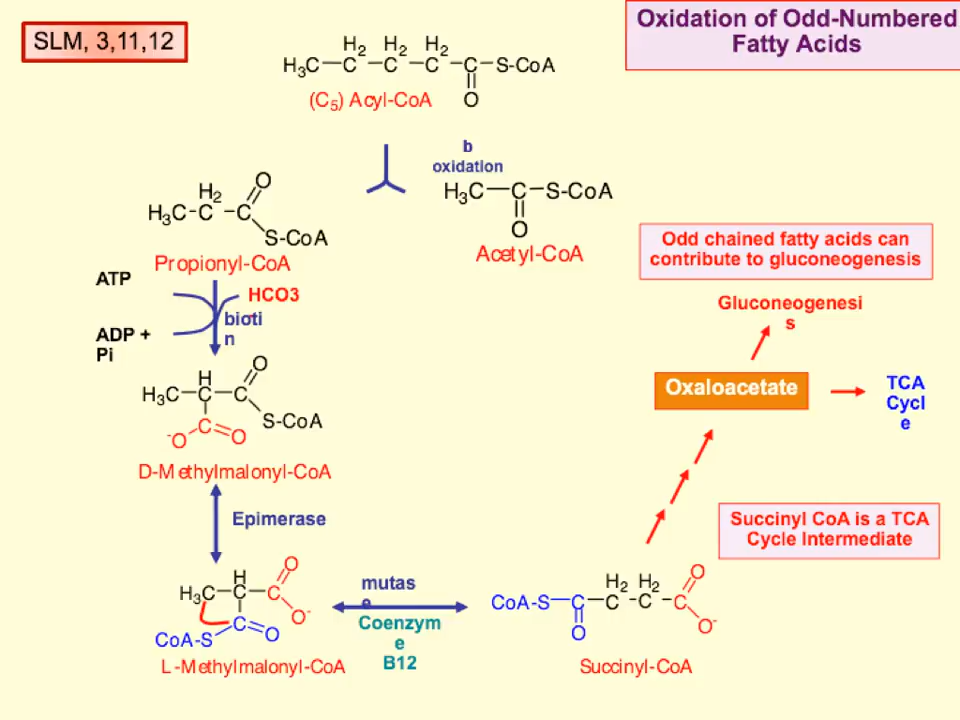 SLM, 3,11,12
Oxidation of Odd-Numbered
Fatty Acids
H2 H2 H2
H3C C C C C S-CoA
O
(C5) Acyl-CoA
b
oxidation
H3C C S-CoA
O
Acetyl-CoA
O
H2
H3C C C
S-CoA
Propionyl-CoA
ATP
HCO3
-
bioti
n
ADP +
Pi
O
H
H3C C C
S-CoA
C
-O O
D-Methylmalonyl-CoA
Epimerase
O
H
H3C C C
O-
C
CoA-S O
L-Methylmalonyl-CoA
mutas
e
Coenzym
e
B12
O
H2 H2
CoA-S C C C C
O O-
Succinyl-CoA
Succinyl CoA is a TCA
Cycle Intermediate
Oxaloacetate
TCA
Cycl
e
Gluconeogenesi
s
Odd chained fatty acids can
contribute to gluconeogenesis